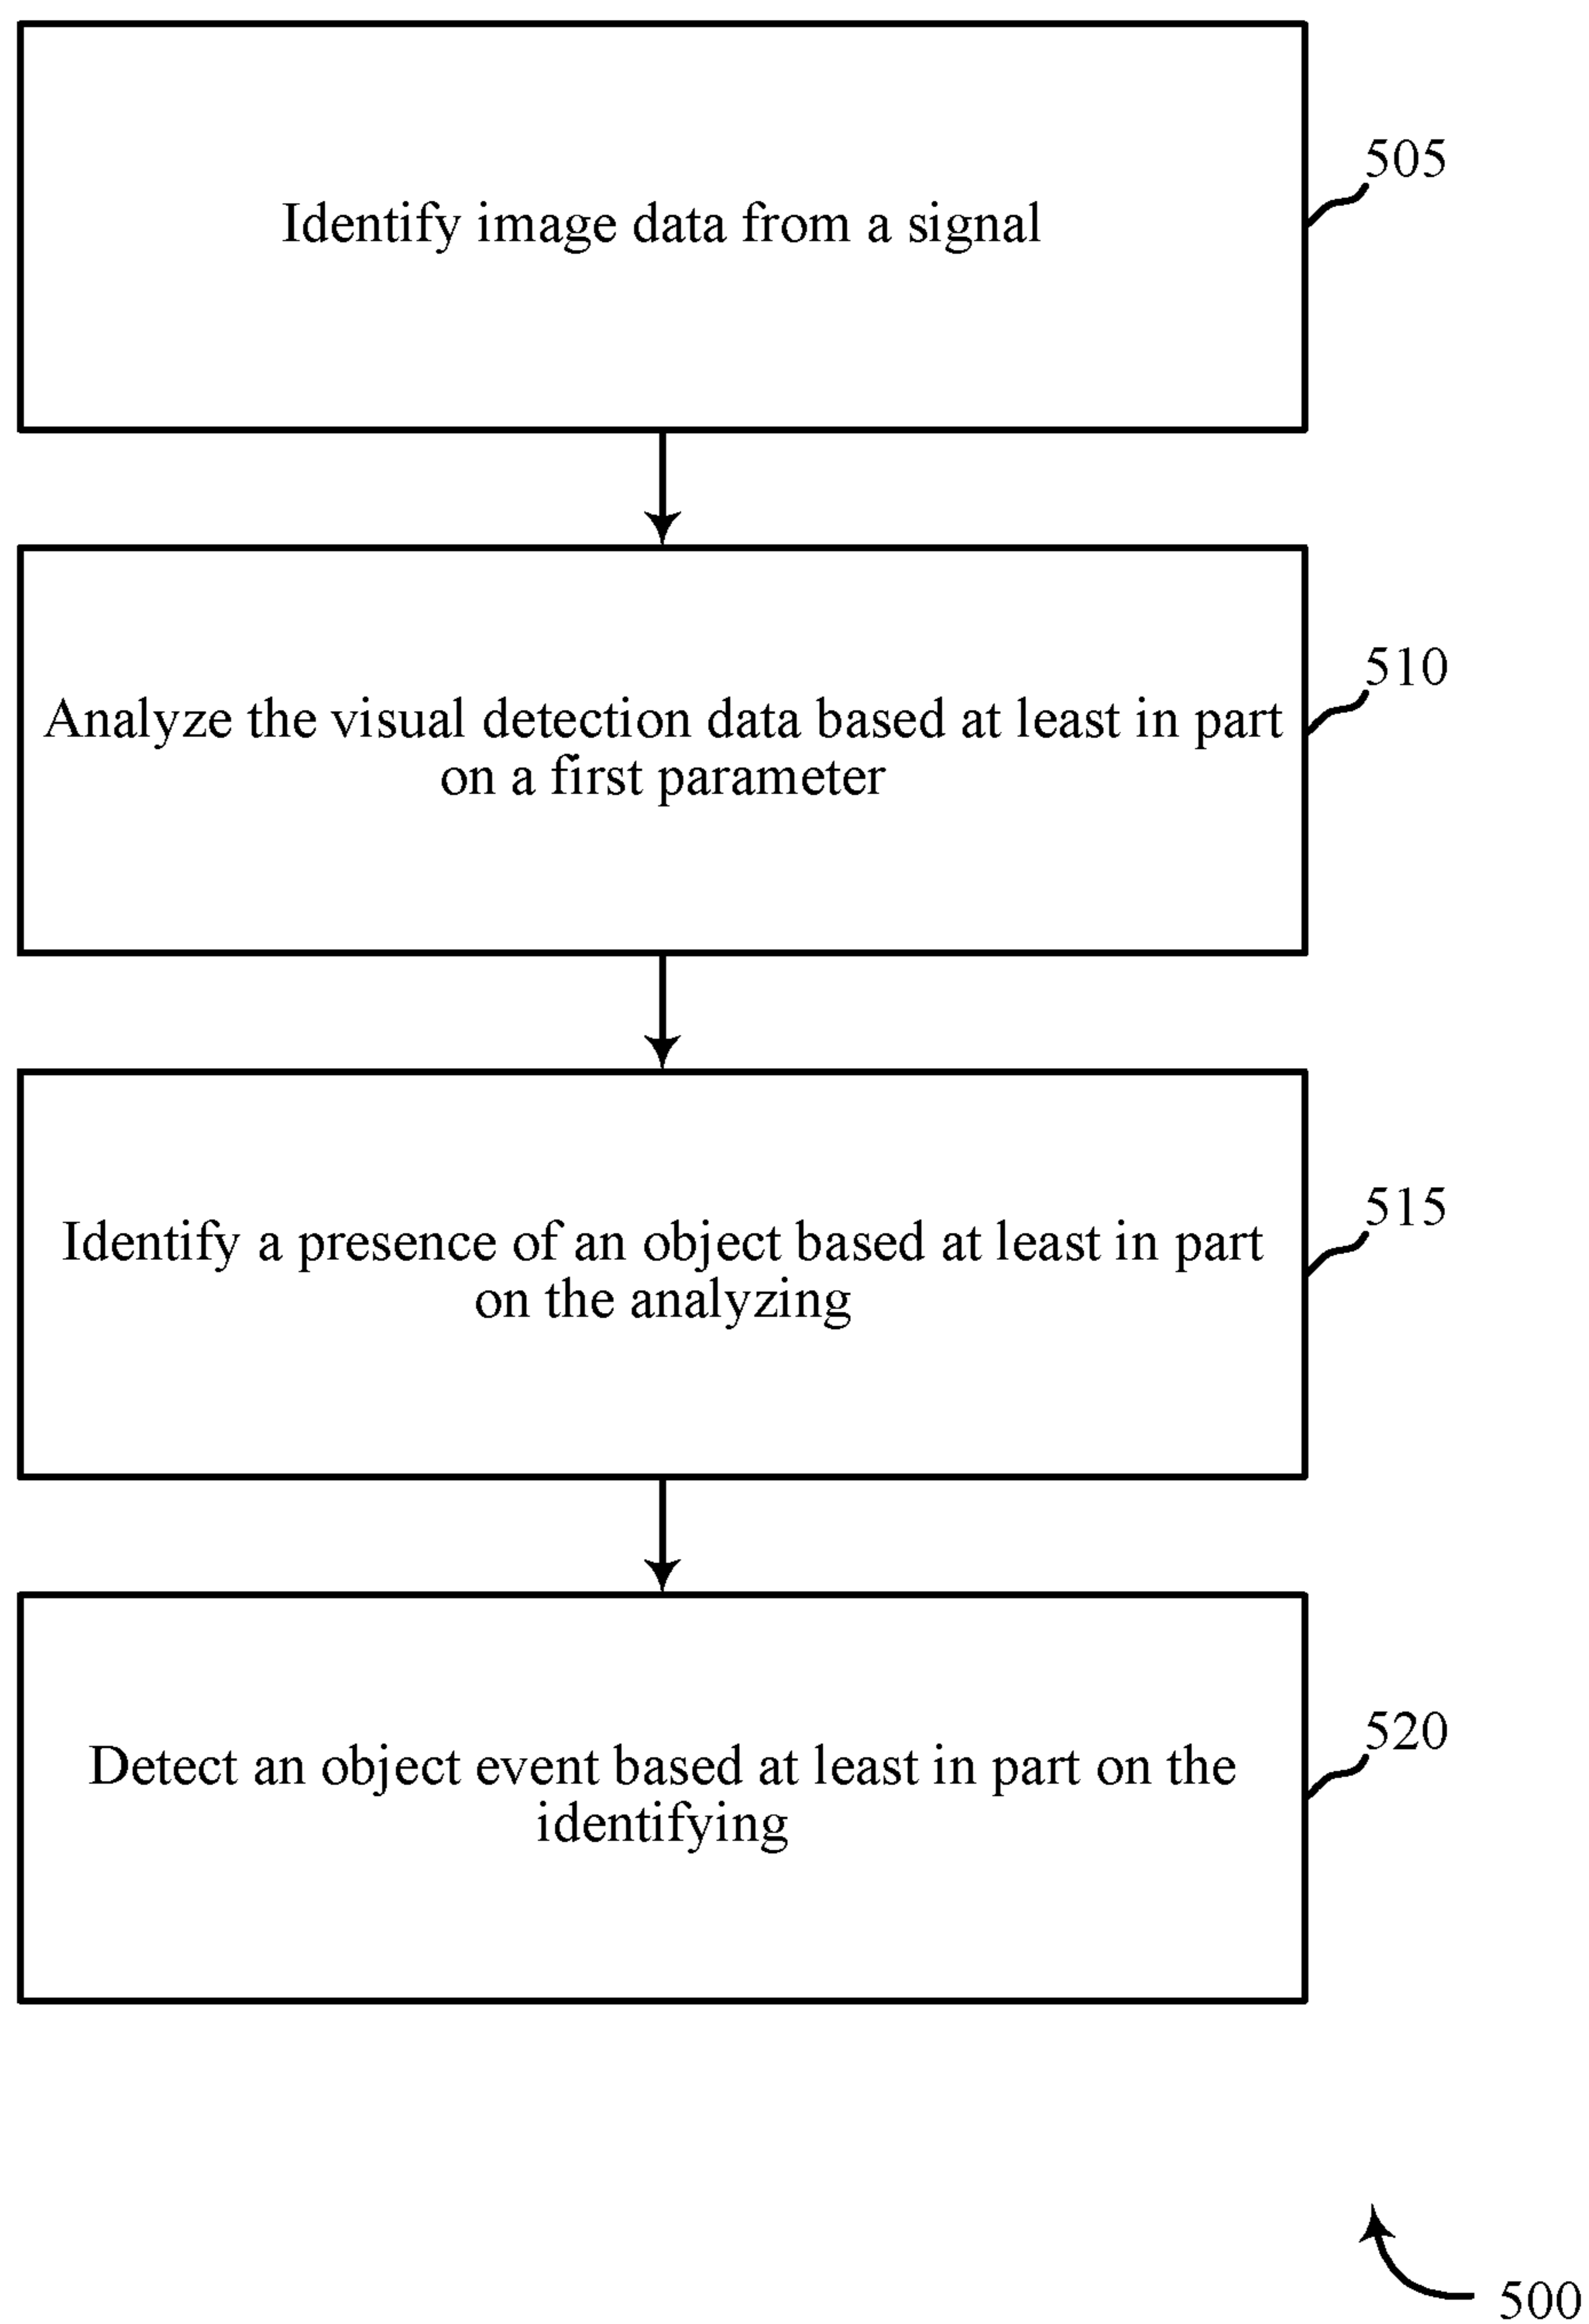 Identify image data from a signal
505
Analyze the visual detection data based at least in part
on a first parameter
510
Identify a presence of an object based at least in part
on the analyzing
515
Detect an object event based at least in part on the
identifying
520
500